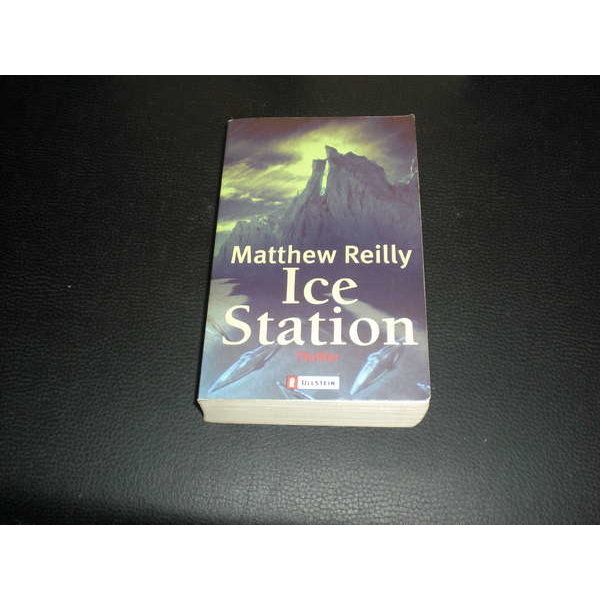 Matthew Reilly
Ice
Station
Thriller
ULLSTEIN